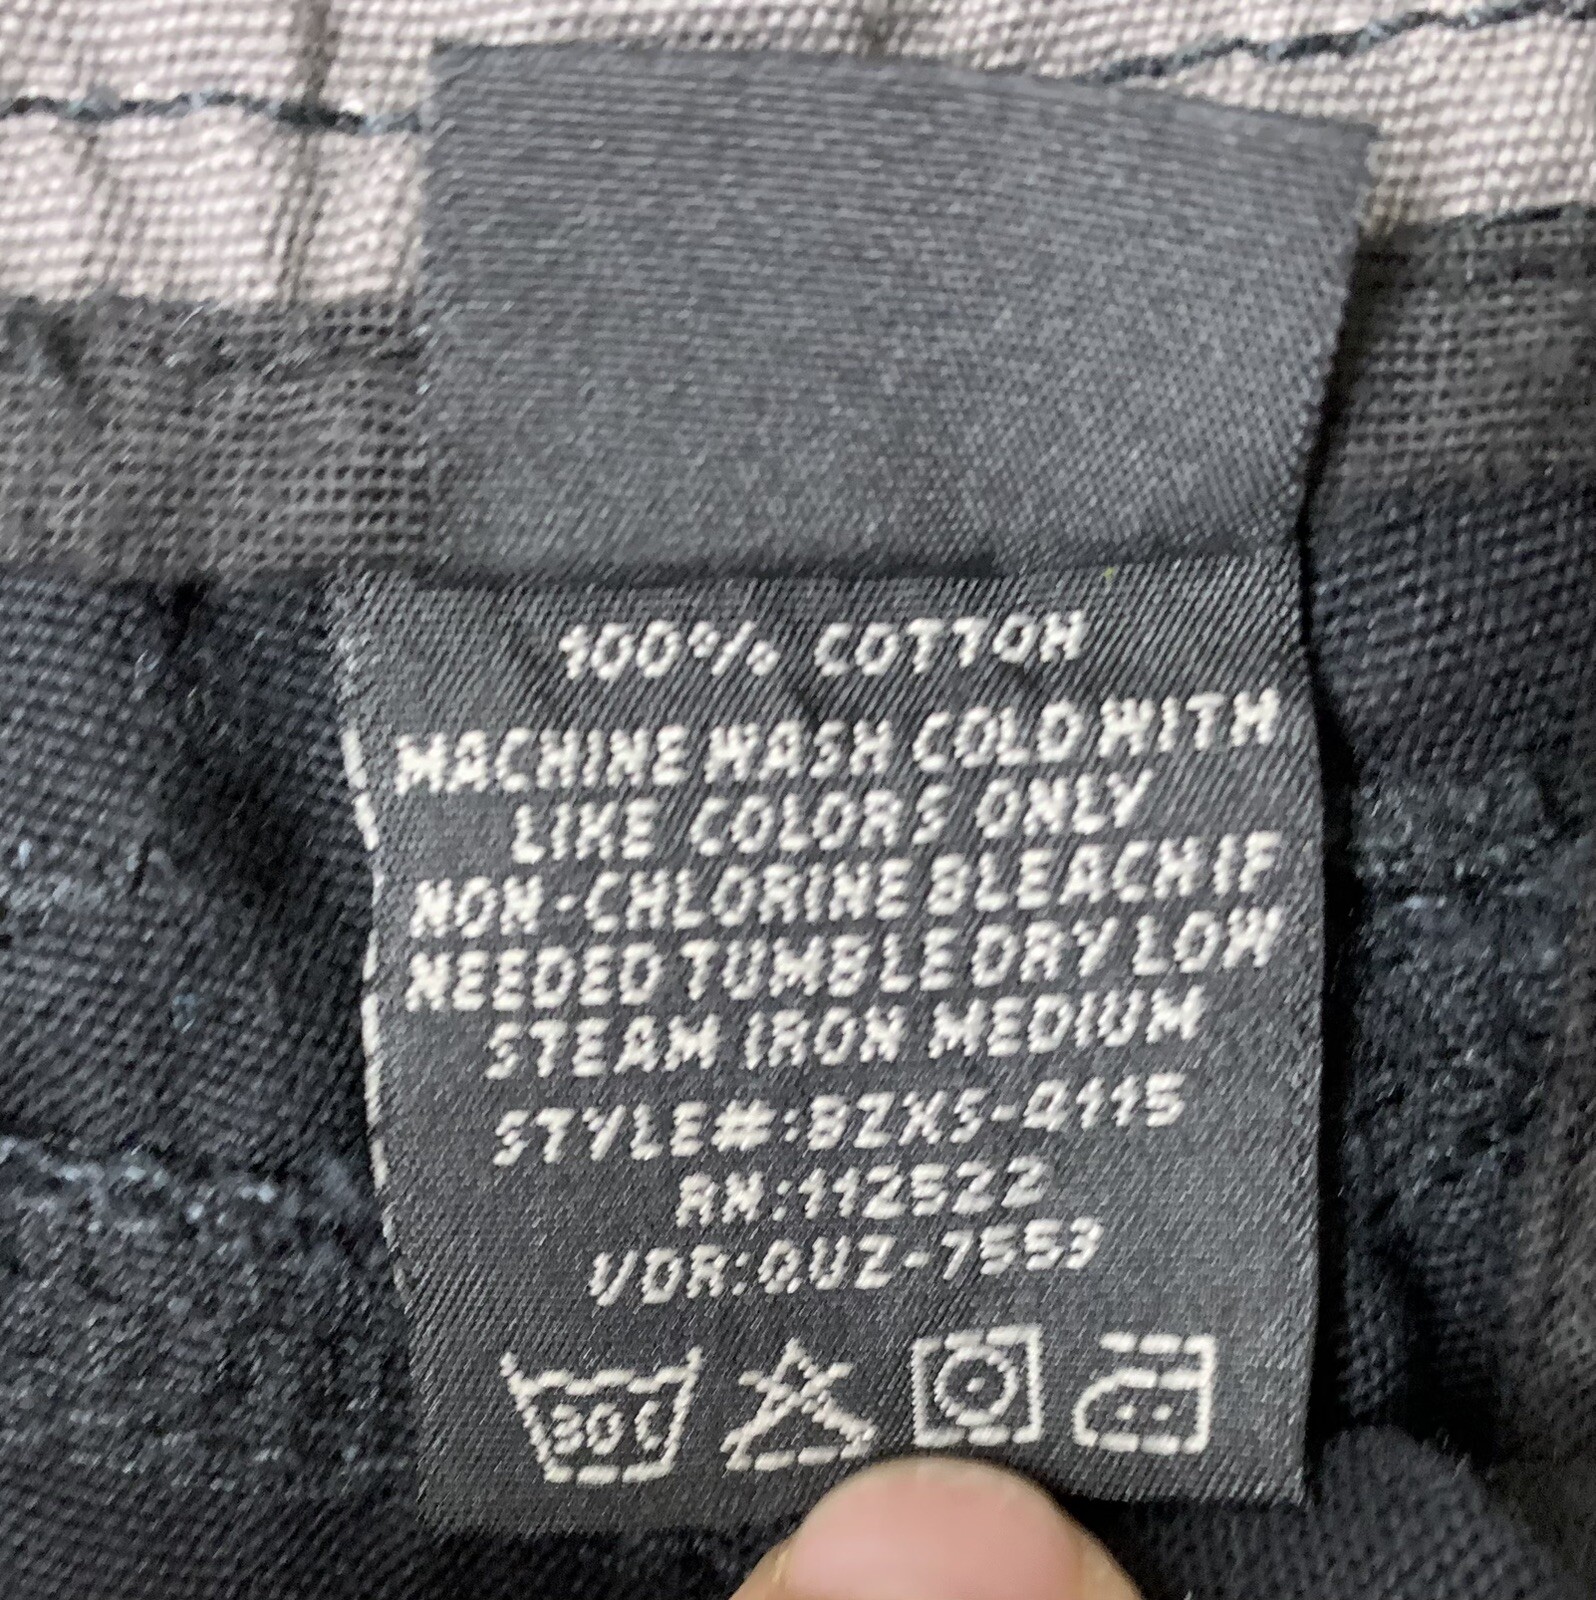 100% COTTON
MACHINE WASH COLD WITH
LIKE COLORS ONLY
NON-CHLORINE BLEACH IF
NEEDED TUMBLE DRY LOW
STEAM IRON MEDIUM
STYLE#:BZXS-Q115
RN:112522
VDR:QUZ-7553
30C